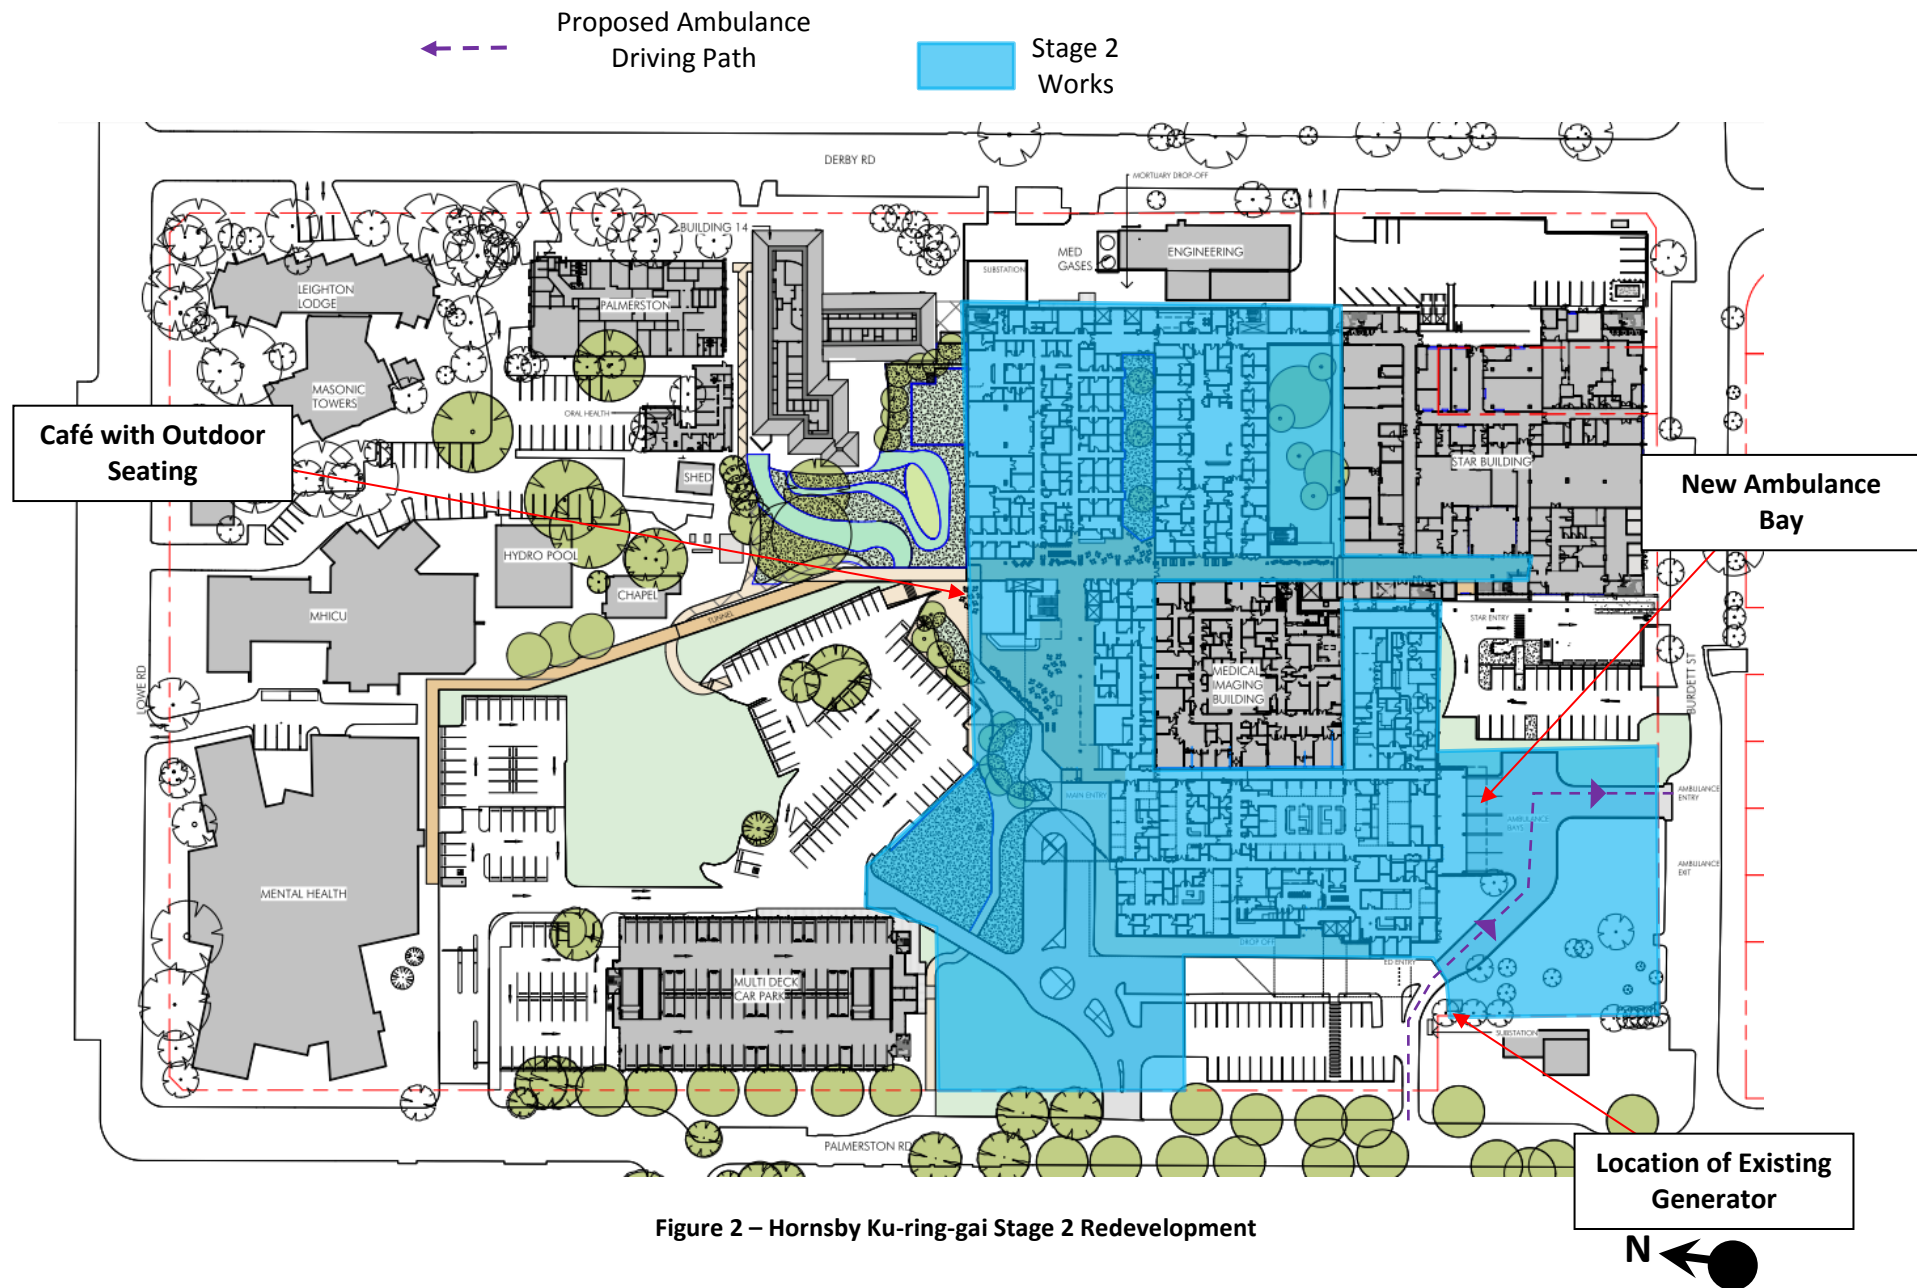 Proposed Ambulance
Driving Path
Stage 2
Works
DERBY RD
MORTUARY DROP-OFF
BUILDING 14
MED
GASES
ENGINEERING
SUBSTATION
LEIGHTON
LODGE
PALMERSTON
MASONIC
TOWERS
ORAL HEALTH
Café with Outdoor
Seating
STAR BUILDING
SHED
New Ambulance
Bay
HYDRO POOL
CHAPEL
MHICU
TUNNEL
STAR ENTRY
MEDICAL
IMAGING
BUILDING
LOWE RD
BURDETT ST
MAIN ENTRY
AMBULANCE
ENTRY
AMBULANCE
BAYS
AMBULANCE
EXIT
MENTAL HEALTH
DROP OFF
ED ENTRY
MULTI DECK
CAR PARK
SUBSTATION
PALMERSTON RD
Location of Existing
Generator
Figure 2 – Hornsby Ku-ring-gai Stage 2 Redevelopment
N